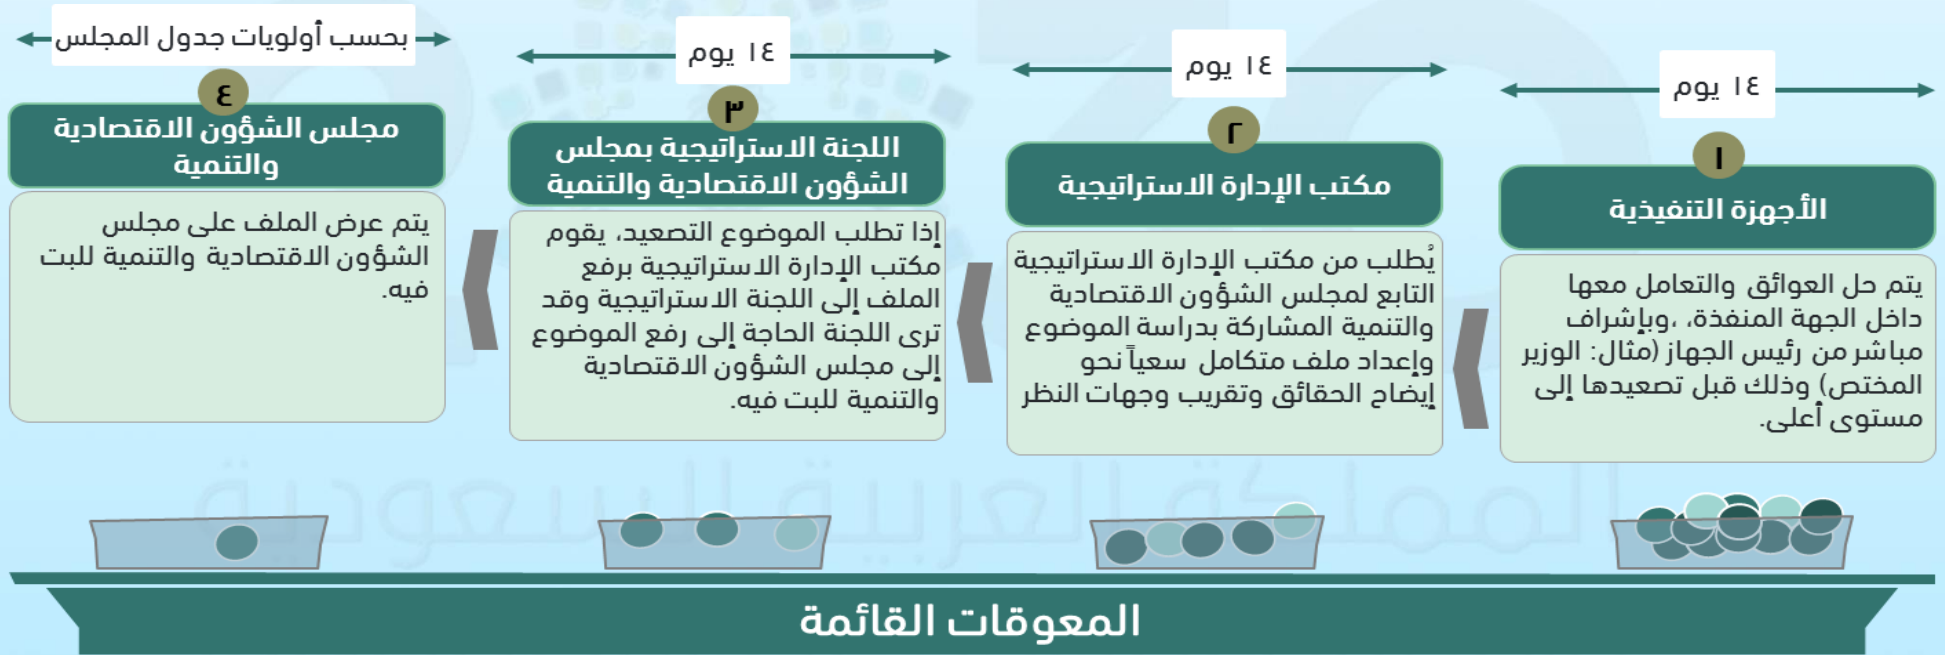 ١٤ يوم
١
الأجهزة التنفيذية
يتم حل العوائق والتعامل معها
داخل الجهة المنفذة، ،وبإشراف
مباشر من رئيس الجهاز (مثال: الوزير
المختص) وذلك قبل تصعيدها إلى
مستوى أعلى.
١٤ يوم
٢
مكتب الإدارة الاستراتيجية
يُطلب من مكتب الإدارة الاستراتيجية
التابع لمجلس الشؤون الاقتصادية
والتنمية المشاركة بدراسة الموضوع
وإعداد ملف متكامل سعياً نحو
إيضاح الحقائق وتقريب وجهات النظر
١٤ يوم
٣
اللجنة الاستراتيجية بمجلس
الشؤون الاقتصادية والتنمية
إذا تطلب الموضوع التصعيد، يقوم
مكتب الإدارة الاستراتيجية برفع
الملف إلى اللجنة الاستراتيجية وقد
ترى اللجنة الحاجة إلى رفع الموضوع
إلى مجلس الشؤون الاقتصادية
والتنمية للبت فيه.
بحسب أولويات جدول المجلس
٤
مجلس الشؤون الاقتصادية
والتنمية
يتم عرض الملف على مجلس
الشؤون الاقتصادية والتنمية للبت
فيه.
المملكة العربية السعودية
المعوقات القائمة